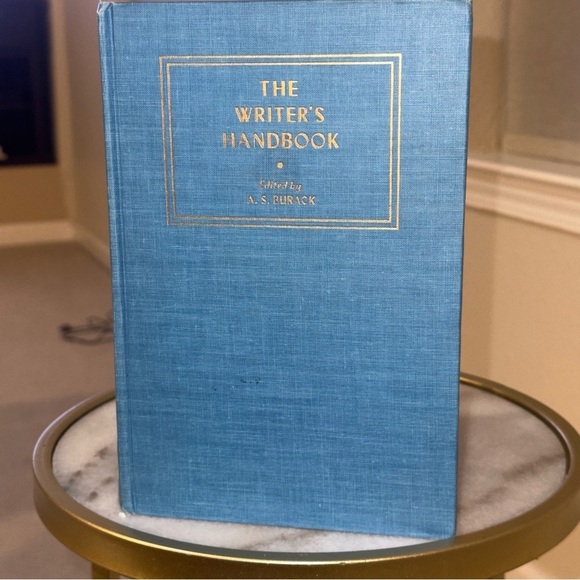 THE
WRITER'S
HANDBOOK
Edited by
A. S. BURACK